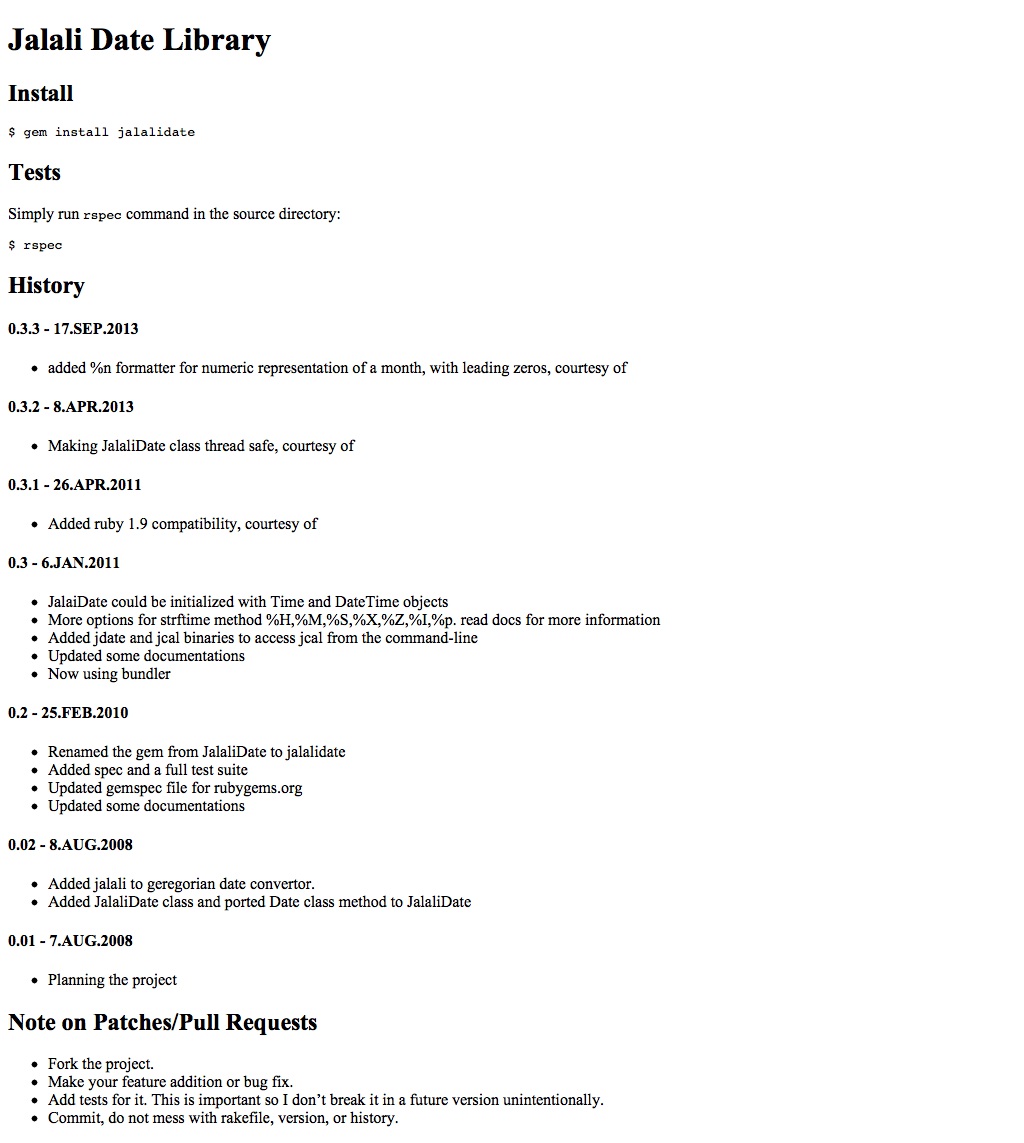 Jalali Date Library
Install
$ gem install jalalidate
Tests
Simply run rspec command in the source directory:
$ rspec
History
0.3.3 - 17.SEP.2013
• added %n formatter for numeric representation of a month, with leading zeros, courtesy of
0.3.2 - 8.APR.2013
• Making JalaliDate class thread safe, courtesy of
0.3.1 - 26.APR.2011
• Added ruby 1.9 compatibility, courtesy of
0.3 - 6.JAN.2011
• JalaiDate could be initialized with Time and DateTime objects
• More options for strftime method %H,%M,%S,%X,%Z,%I,%p. read docs for more information
• Added jdate and jcal binaries to access jcal from the command-line
• Updated some documentations
• Now using bundler
0.2 - 25.FEB.2010
• Renamed the gem from JalaliDate to jalalidate
• Added spec and a full test suite
• Updated gemspec file for rubygems.org
• Updated some documentations
0.02 - 8.AUG.2008
• Added jalali to geregorian date convertor.
• Added JalaliDate class and ported Date class method to JalaliDate
0.01 - 7.AUG.2008
• Planning the project
Note on Patches/Pull Requests
• Fork the project.
• Make your feature addition or bug fix.
• Add tests for it. This is important so I don’t break it in a future version unintentionally.
• Commit, do not mess with rakefile, version, or history.